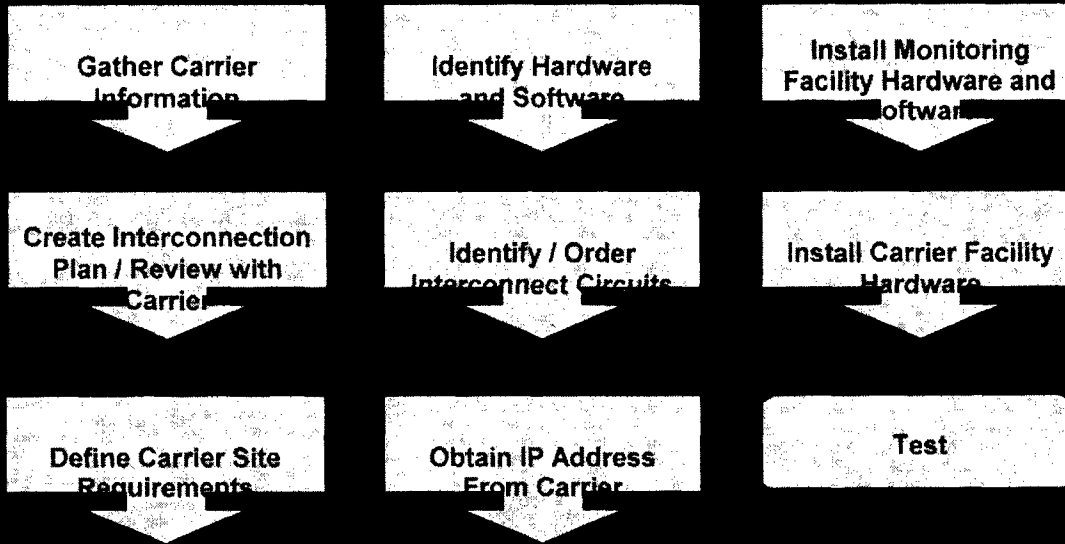 Gather Carrier
Information
Create Interconnection
Plan / Review with
Carrier
Define Carrier Site
Requirements
Identify Hardware
and Software
Identify / Order
Interconnect Circuits
Obtain IP Address
From Carrier
Install Monitoring
Facility Hardware and
oftwar
Install Carrier Facility
Hardware
Test